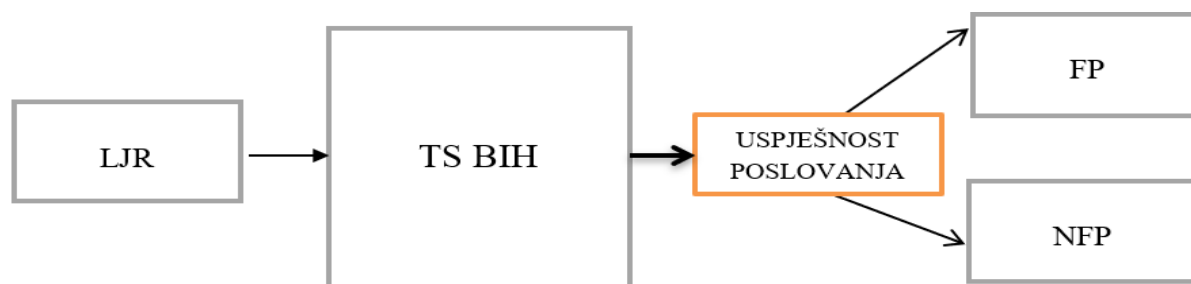 LJR
TS BIH
USPJEŠNOST
POSLOVANJA
FP
NFP